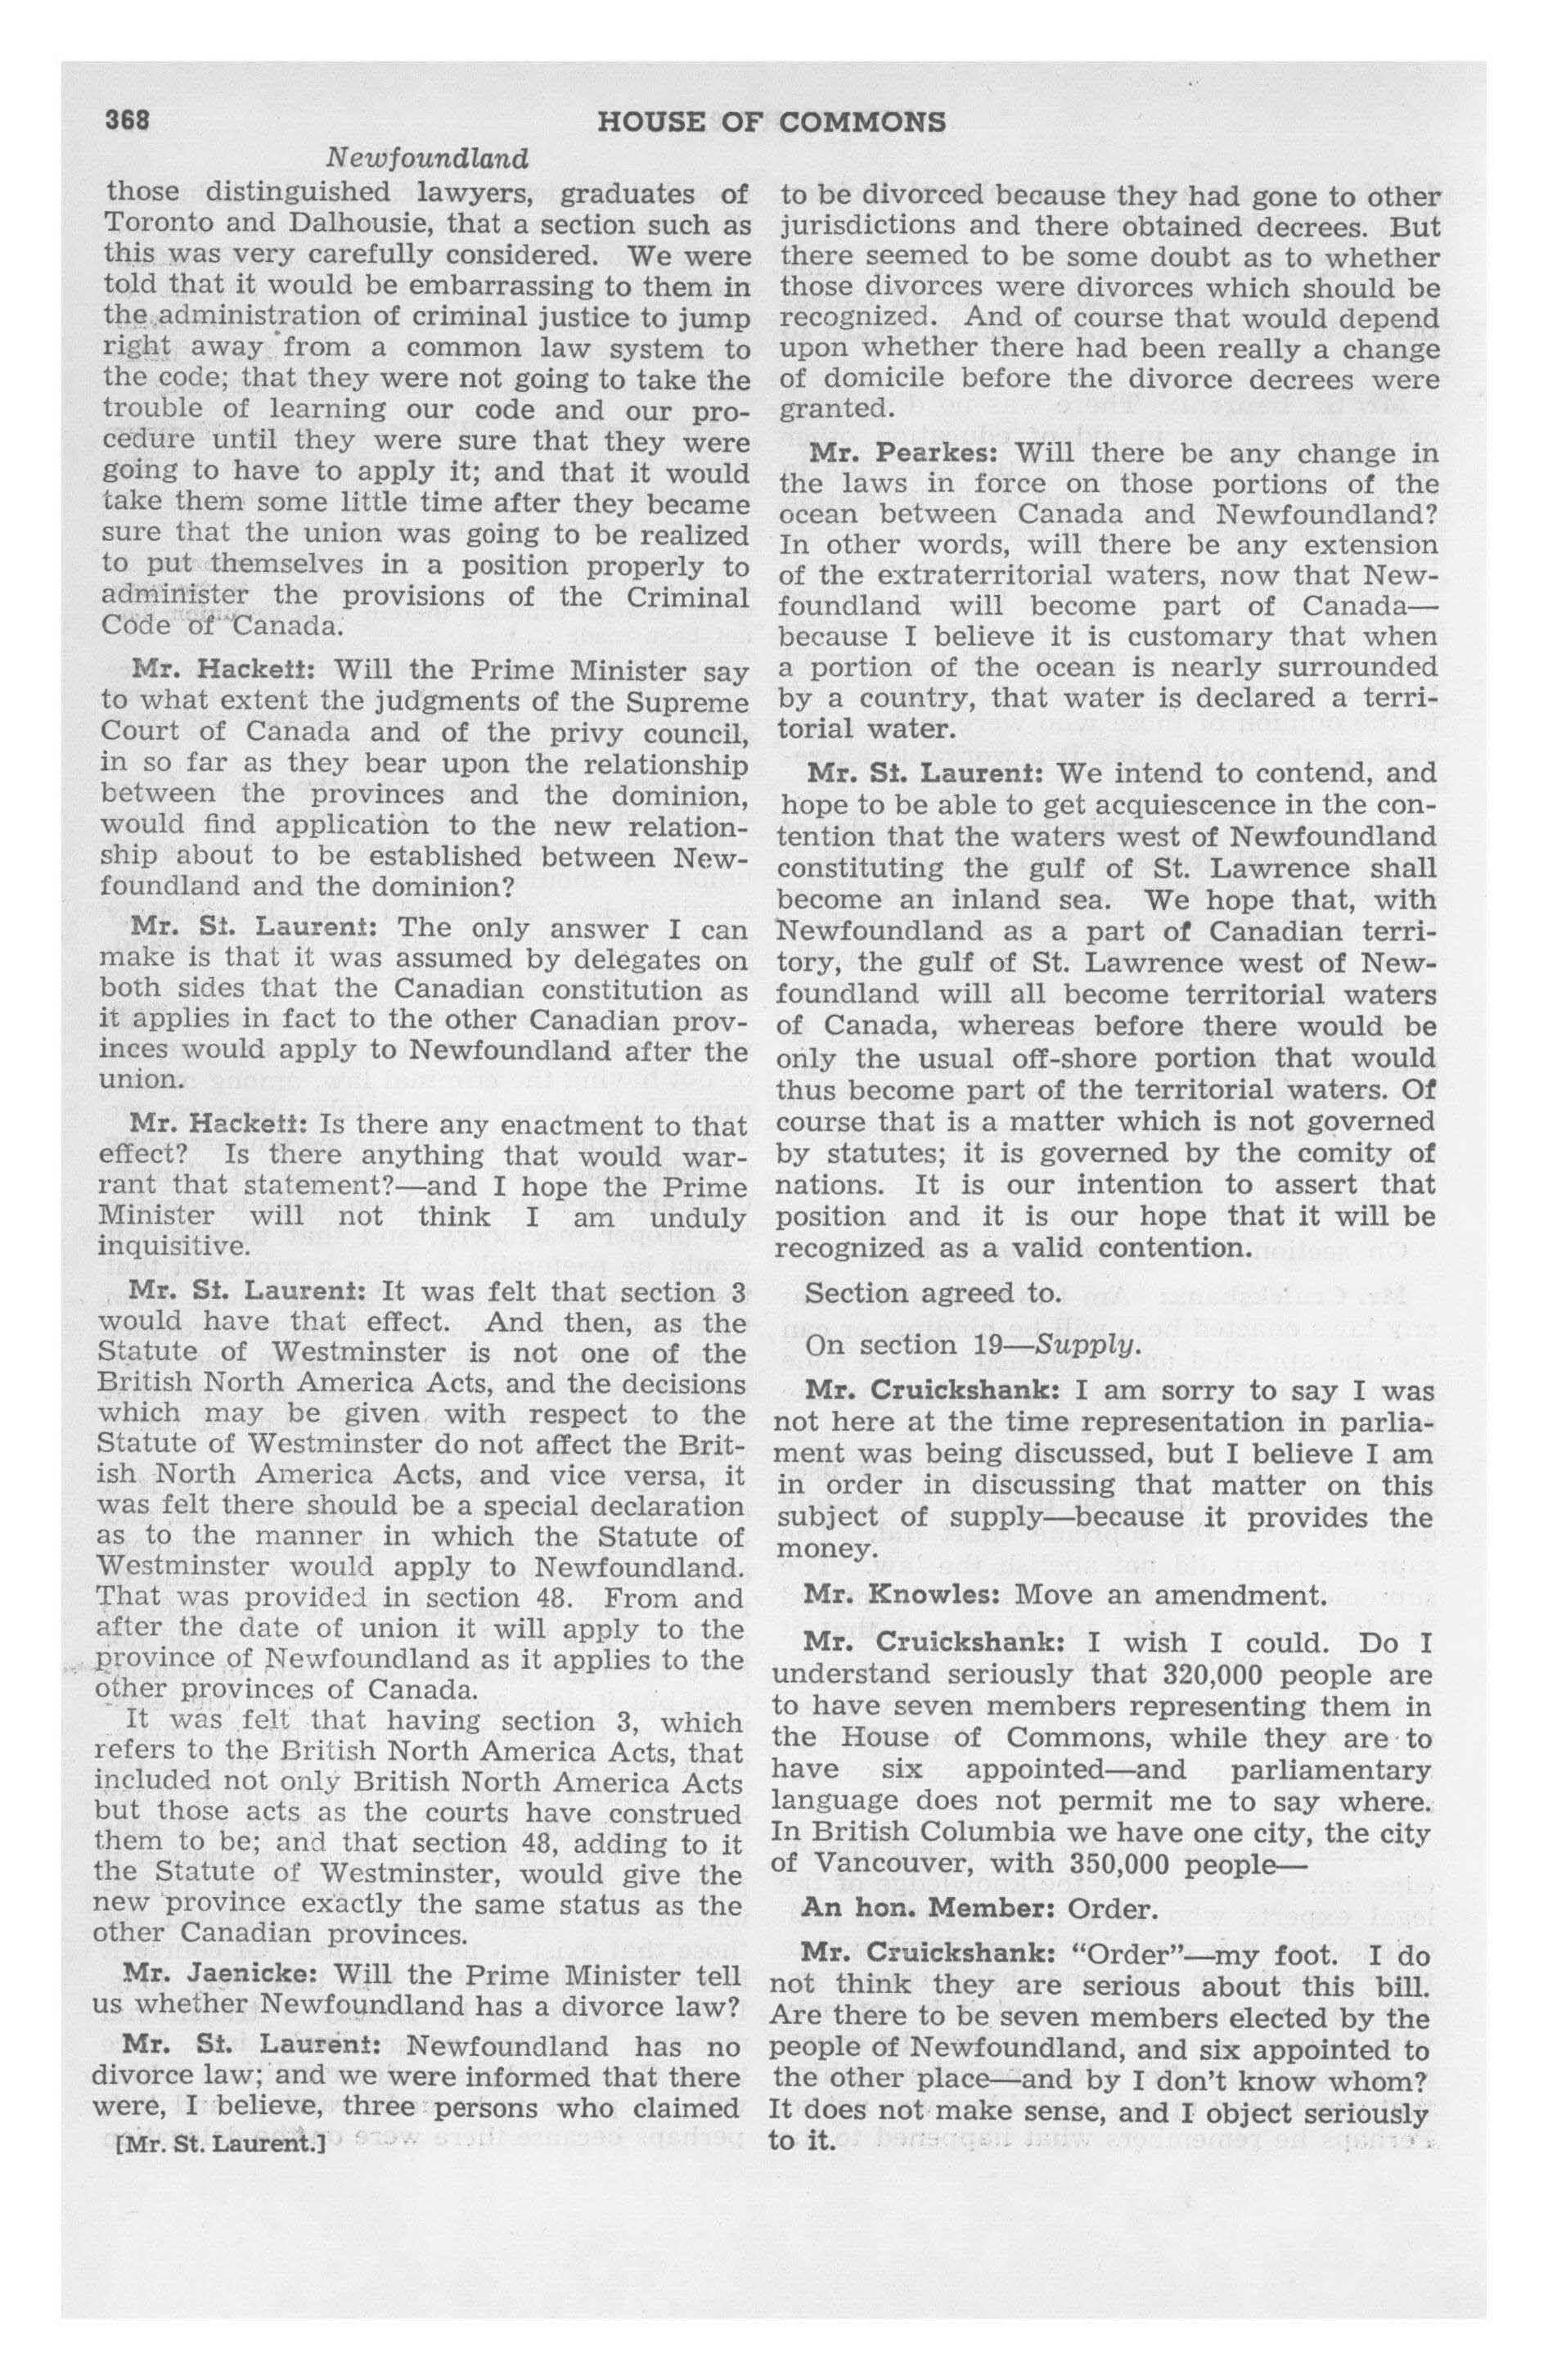 368
HOUSE OF COMMONS
Newfoundland
those distinguished lawyers, graduates of
Toronto and Dalhousie, that a section such as
this was very carefully considered. We were
told that it would be embarrassing to them in
the administration of criminal justice to jump
right away from a common law system to
the code; that they were not going to take the
trouble of learning our code and our pro-
cedure until they were sure that they were
going to have to apply it; and that it would
take them some little time after they became
sure that the union was going to be realized
to put themselves in a position properly to
administer the provisions of the Criminal
Code of Canada.
Mr. Hackett: Will the Prime Minister say
to what extent the judgments of the Supreme
Court of Canada and of the privy council,
in so far as they bear upon the relationship
between the provinces and the dominion,
would find application to the new relation-
ship about to be established between New-
foundland and the dominion?
Mr. St. Laurent: The only answer I can
make is that it was assumed by delegates on
both sides that the Canadian constitution as
it applies in fact to the other Canadian prov-
inces would apply to Newfoundland after the
union.
Mr. Hackett: Is there any enactment to that
effect? Is there anything that would war-
rant that statement?—and I hope the Prime
Minister will not think I am unduly
inquisitive.
Mr. St. Laurent: It was felt that section 3
would have that effect. And then, as the
Statute of Westminster is not one of the
British North America Acts, and the decisions
which may be given with respect to the
Statute of Westminster do not affect the Brit-
ish North America Acts, and vice versa, it
was felt there should be a special declaration
as to the manner in which the Statute of
Westminster would apply to Newfoundland.
That was provided in section 48. From and
after the date of union it will apply to the
province of Newfoundland as it applies to the
other provinces of Canada.
It was felt that having section 3, which
refers to the British North America Acts, that
included not only British North America Acts
but those acts as the courts have construed
them to be; and that section 48, adding to it
the Statute of Westminster, would give the
new province exactly the same status as the
other Canadian provinces.
Mr. Jaenicke: Will the Prime Minister tell
us whether Newfoundland has a divorce law?
Mr. St. Laurent: Newfoundland has no
divorce law; and we were informed that there
were, I believe, three persons who claimed
[Mr. St. Laurent.]
to be divorced because they had gone to other
jurisdictions and there obtained decrees. But
there seemed to be some doubt as to whether
those divorces were divorces which should be
recognized. And of course that would depend
upon whether there had been really a change
of domicile before the divorce decrees were
granted.
Mr. Pearkes: Will there be any change in
the laws in force on those portions of the
ocean between Canada and Newfoundland?
In other words, will there be any extension
of the extraterritorial waters, now that New-
foundland will become part of Canada—
because I believe it is customary that when
a portion of the ocean is nearly surrounded
by a country, that water is declared a terri-
torial water.
Mr. St. Laurent: We intend to contend, and
hope to be able to get acquiescence in the con-
tention that the waters west of Newfoundland
constituting the gulf of St. Lawrence shall
become an inland sea. We hope that, with
Newfoundland as a part of Canadian terri-
tory, the gulf of St. Lawrence west of New-
foundland will all become territorial waters
of Canada, whereas before there would be
only the usual off-shore portion that would
thus become part of the territorial waters. Of
course that is a matter which is not governed
by statutes; it is governed by the comity of
nations. It is our intention to assert that
position and it is our hope that it will be
recognized as a valid contention.
Section agreed to.
On section 19—Supply.
Mr. Cruickshank: I am sorry to say I was
not here at the time representation in parlia-
ment was being discussed, but I believe I am
in order in discussing that matter on this
subject of supply—because it provides the
money.
Mr. Knowles: Move an amendment.
Mr. Cruickshank: I wish I could. Do I
understand seriously that 320,000 people are
to have seven members representing them in
the House of Commons, while they are to
have six appointed—and parliamentary
language does not permit me to say where.
In British Columbia we have one city, the city
of Vancouver, with 350,000 people—
An hon. Member: Order.
Mr. Cruickshank: “Order”—my foot. I do
not think they are serious about this bill.
Are there to be seven members elected by the
people of Newfoundland, and six appointed to
the other place—and by I don't know whom?
It does not make sense, and I object seriously
to it.